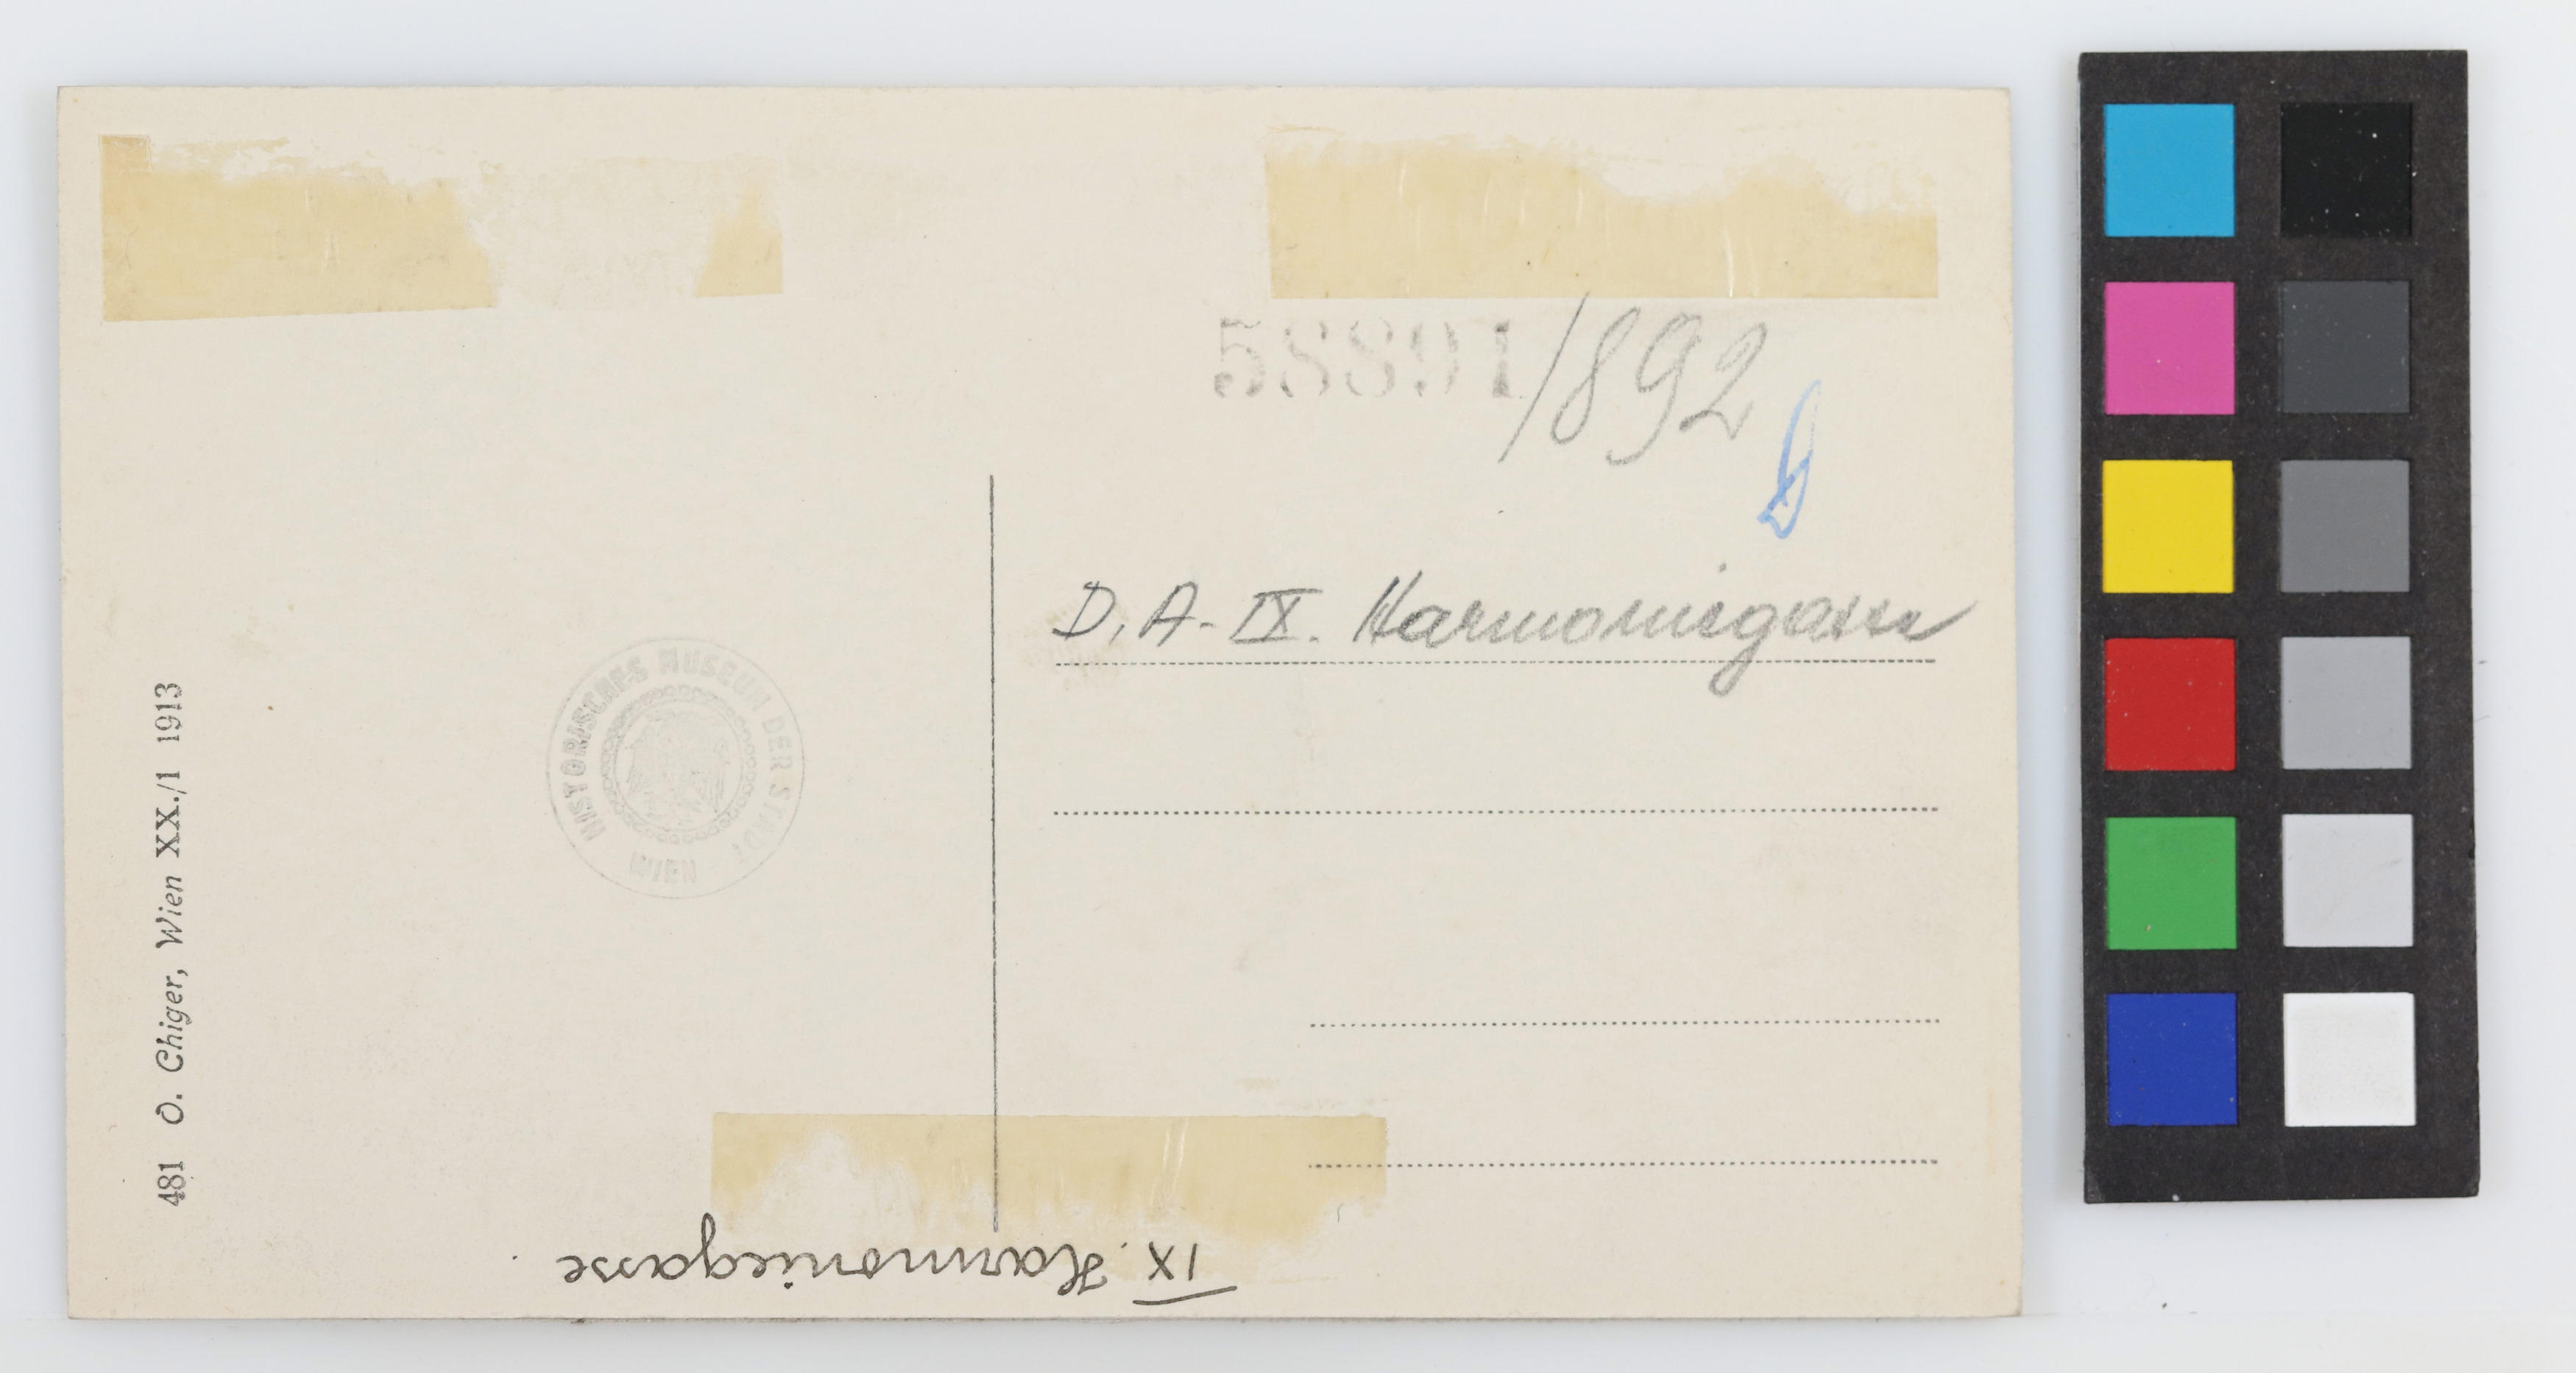 58891/892
D. A. IX. Harmoniegasse
HISTORISCHES MUSEUM DER STADT WIEN
481 O. Chiger, Wien XX./1 1913
IX. Harmoniegasse